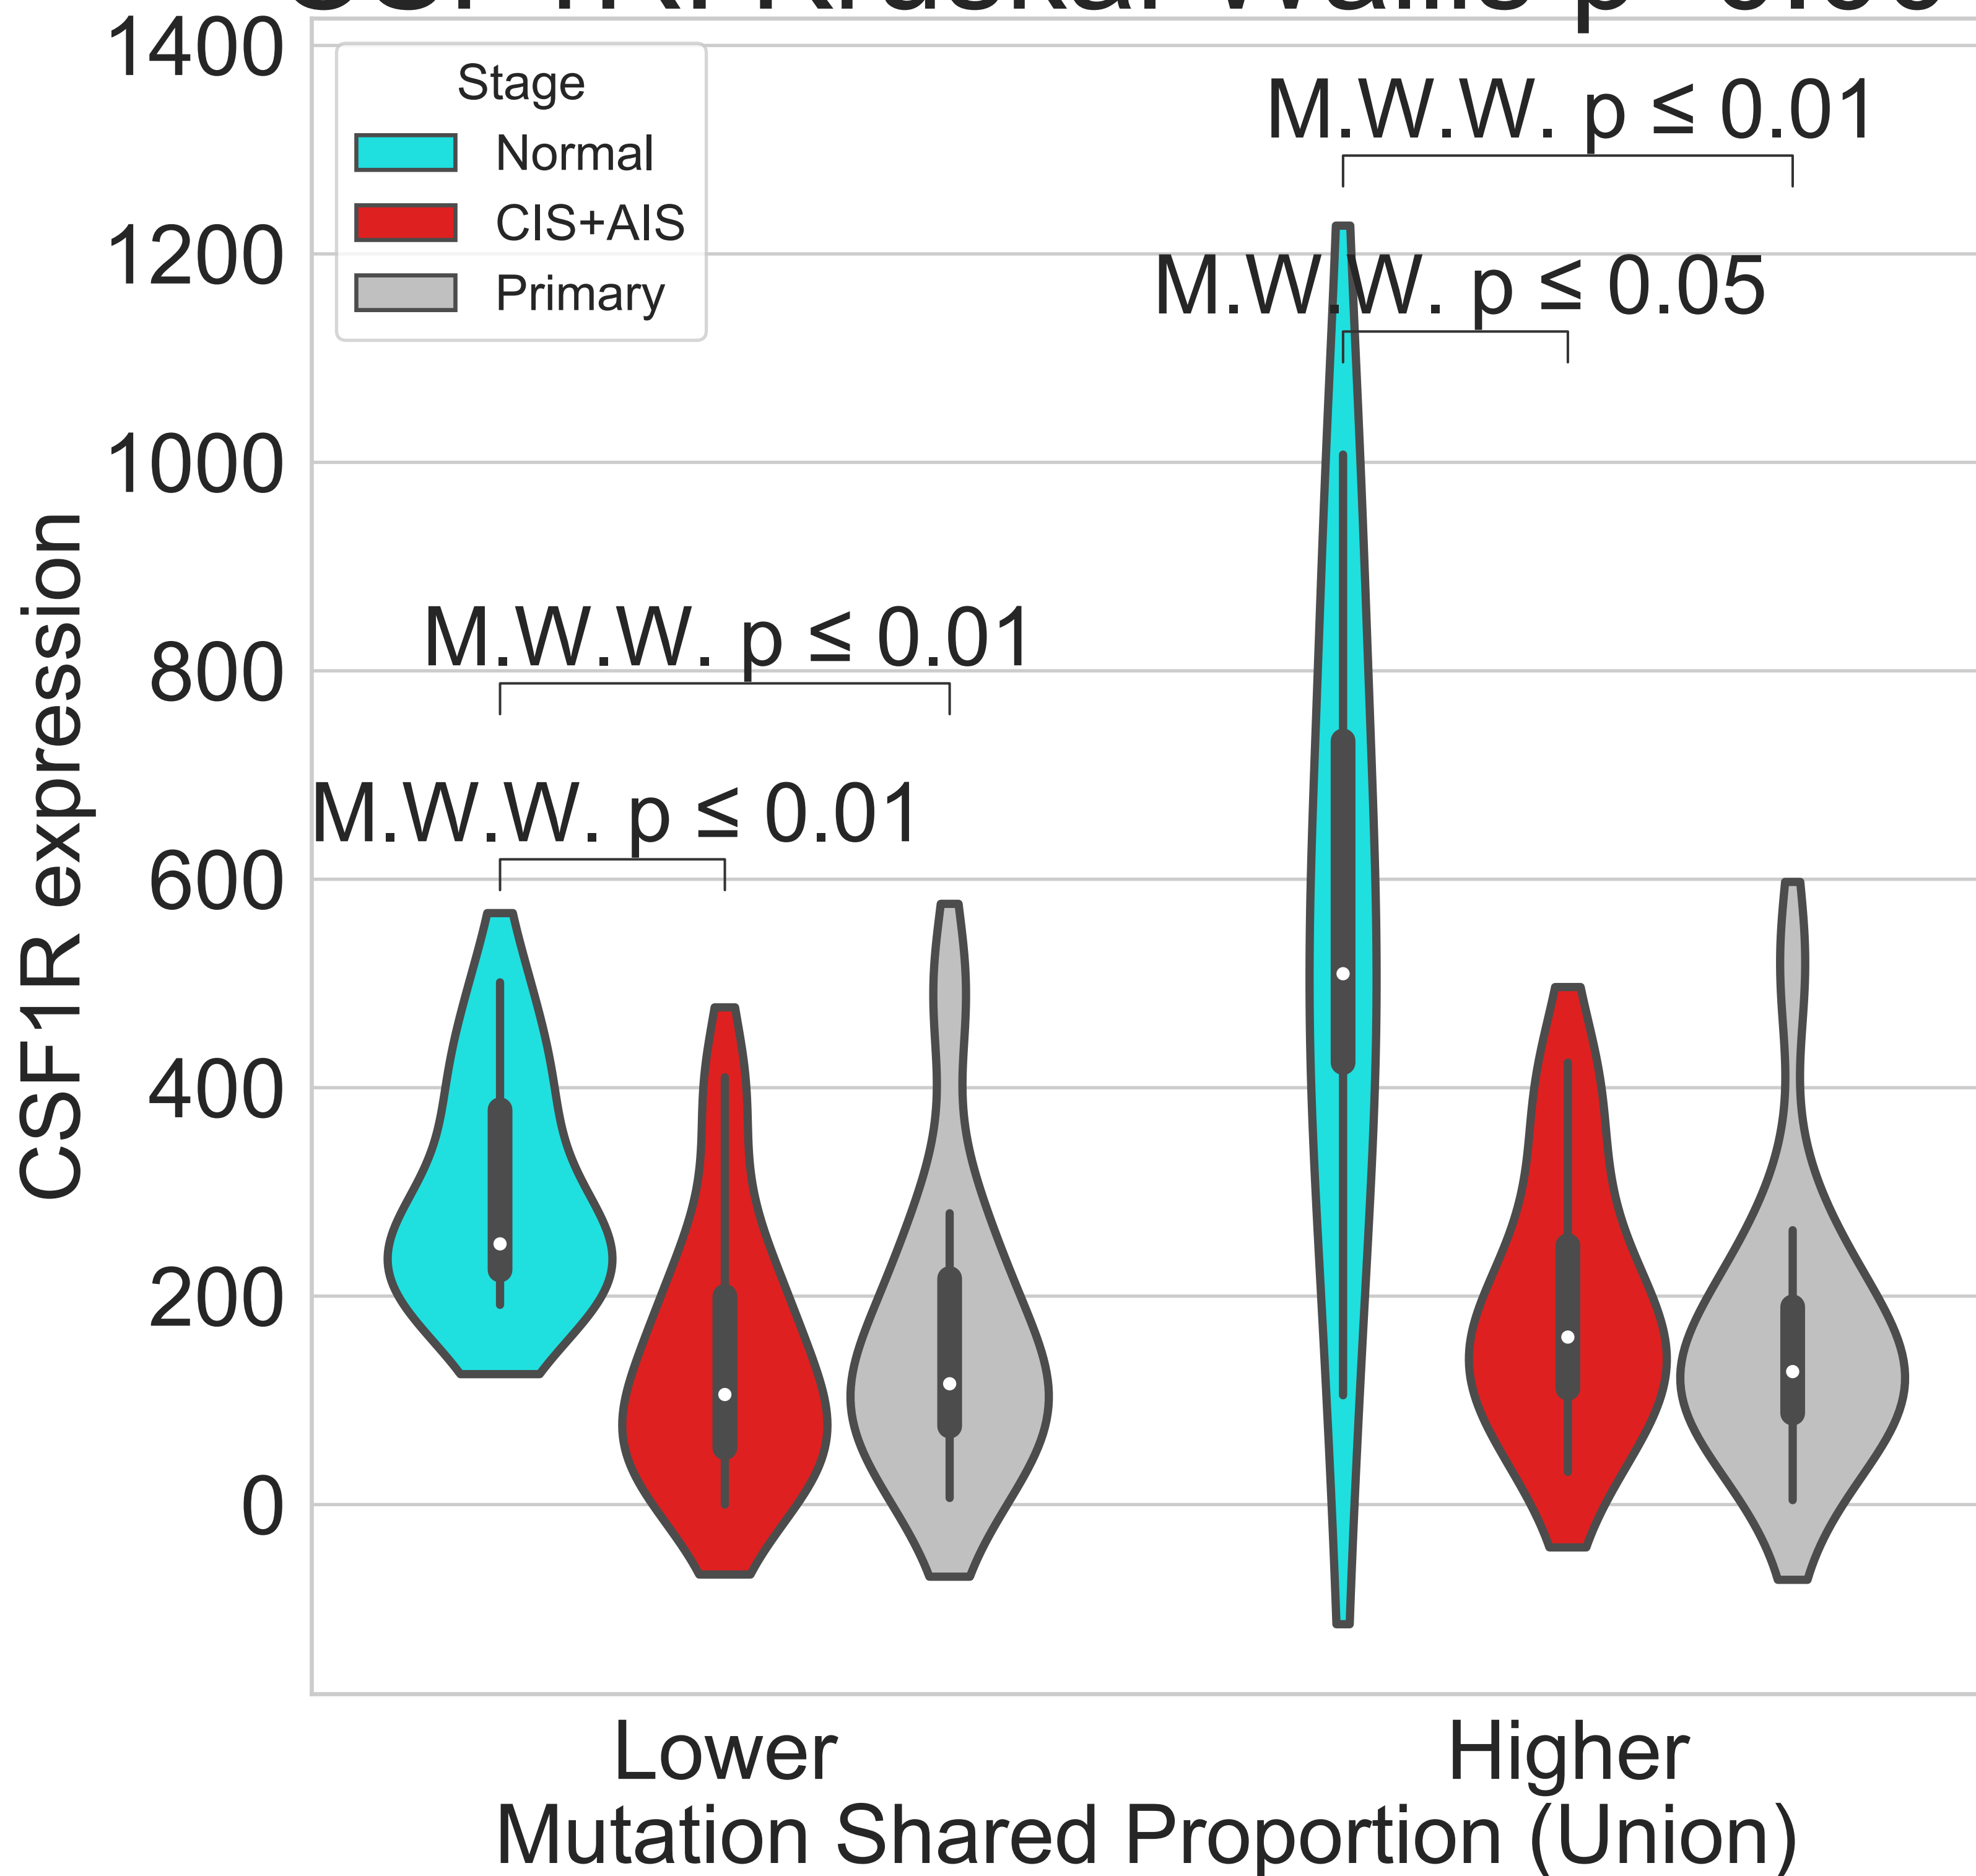 1400
Stage
Normal
CIS+AIS
Primary
M.W.W. p ≤ 0.01
1200
M.W.W. p ≤ 0.05
1000
M.W.W. p ≤ 0.01
800
M.W.W. p ≤ 0.01
600
400
200
0
CSF1R expression
Lower
Higher
Mutation Shared Proportion (Union)